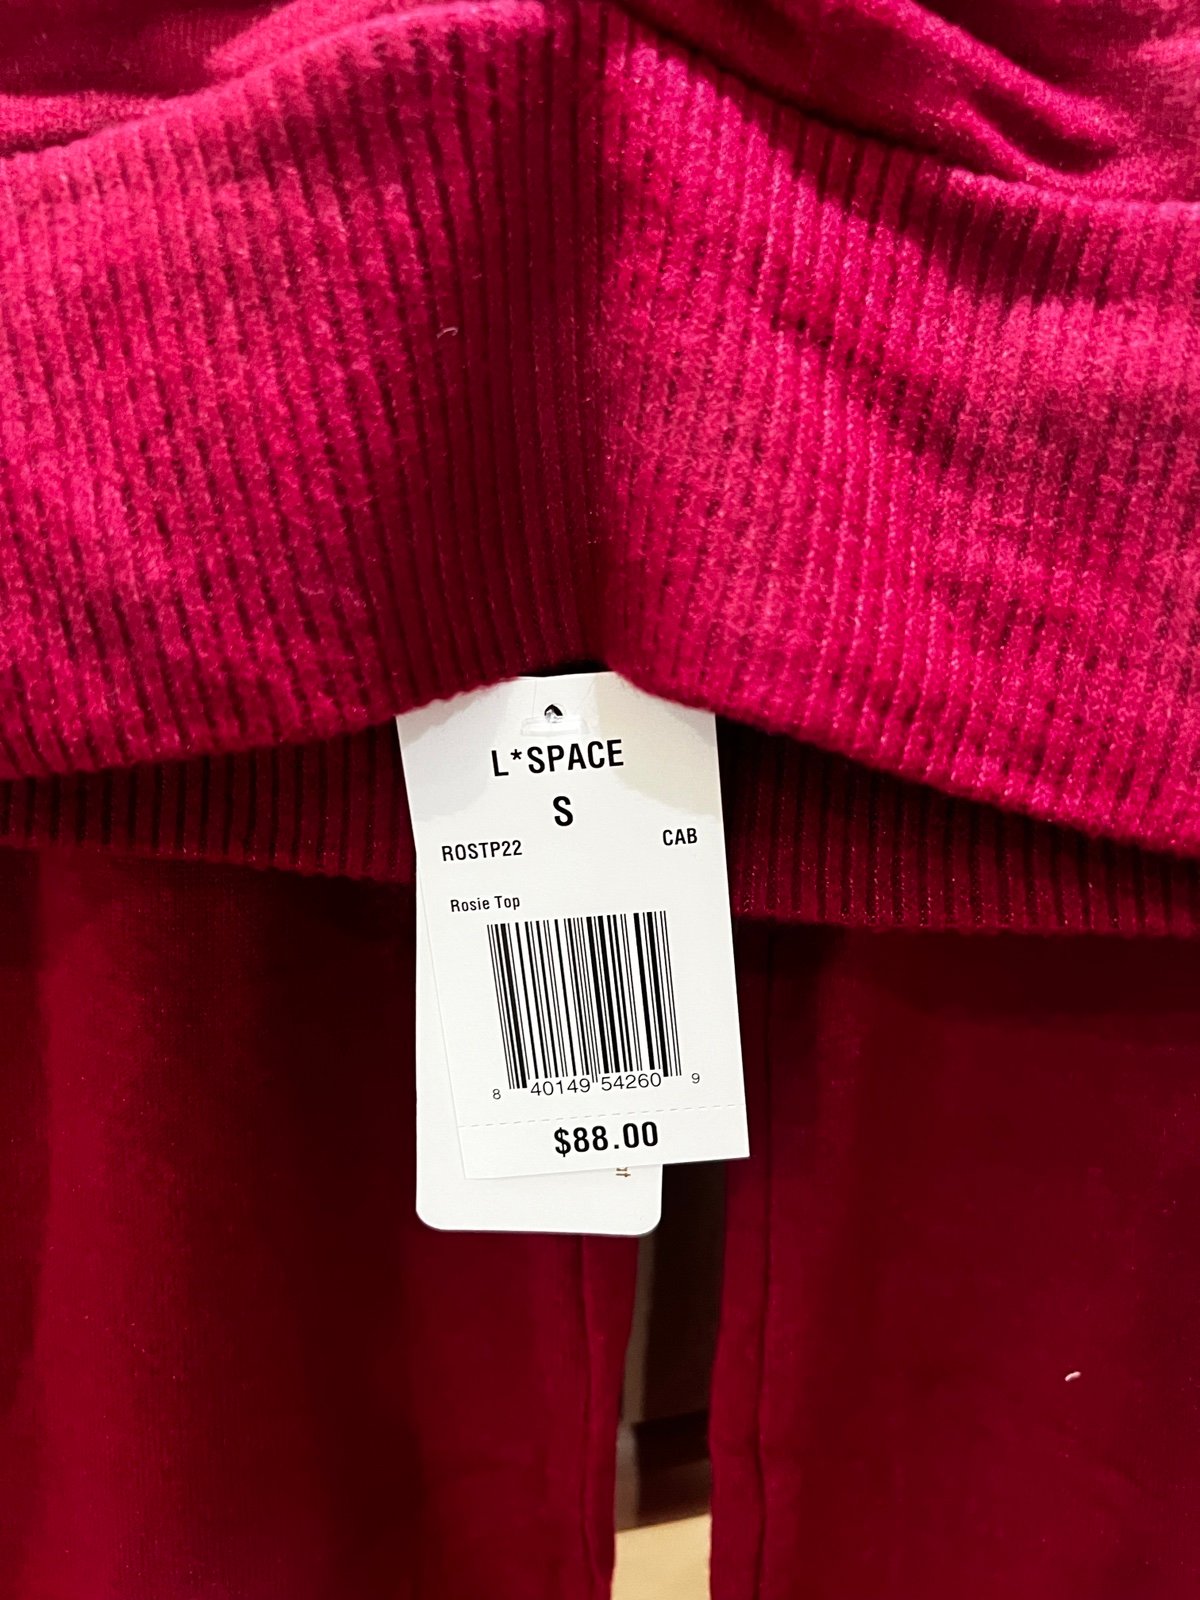 L*SPACE
S
ROSTP22 CAB
Rosie Top
8 40149 54260 9
$88.00